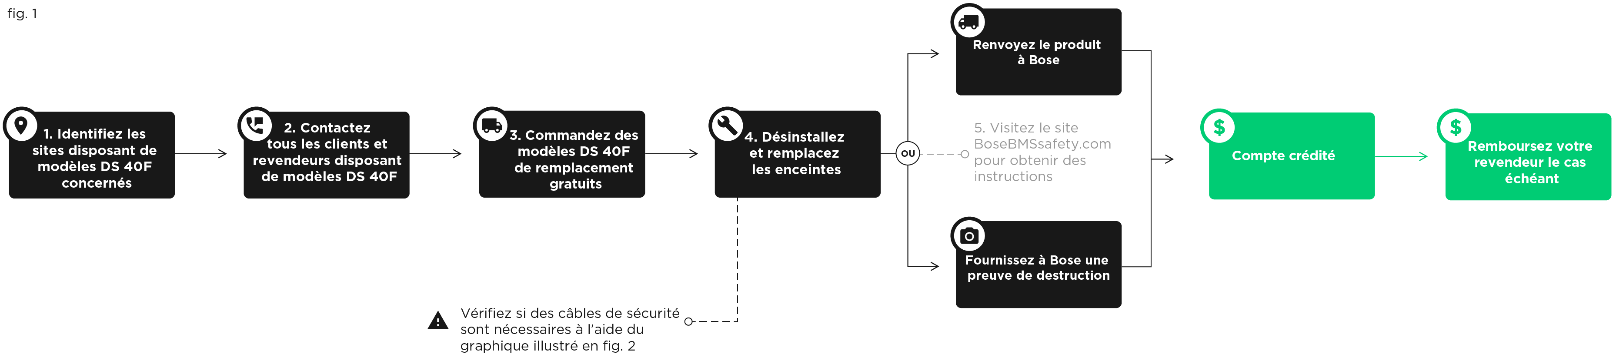 fig. 1
1. Identifiez les
sites disposant de
modèles DS 40F
concernés
2. Contactez
tous les clients et
revendeurs disposant
de modèles DS 40F
3. Commandez des
modèles DS 40F
de remplacement
gratuits
4. Désinstallez
et remplacez
les enceintes
Vérifiez si des câbles de sécurité
sont nécessaires à l'aide du
graphique illustré en fig. 2
OU
Renvoyez le produit
à Bose
5. Visitez le site
BoseBMSsafety.com
pour obtenir des
instructions
Fournissez à Bose une
preuve de destruction
$
Compte crédité
$
Remboursez votre
revendeur le cas
échéant